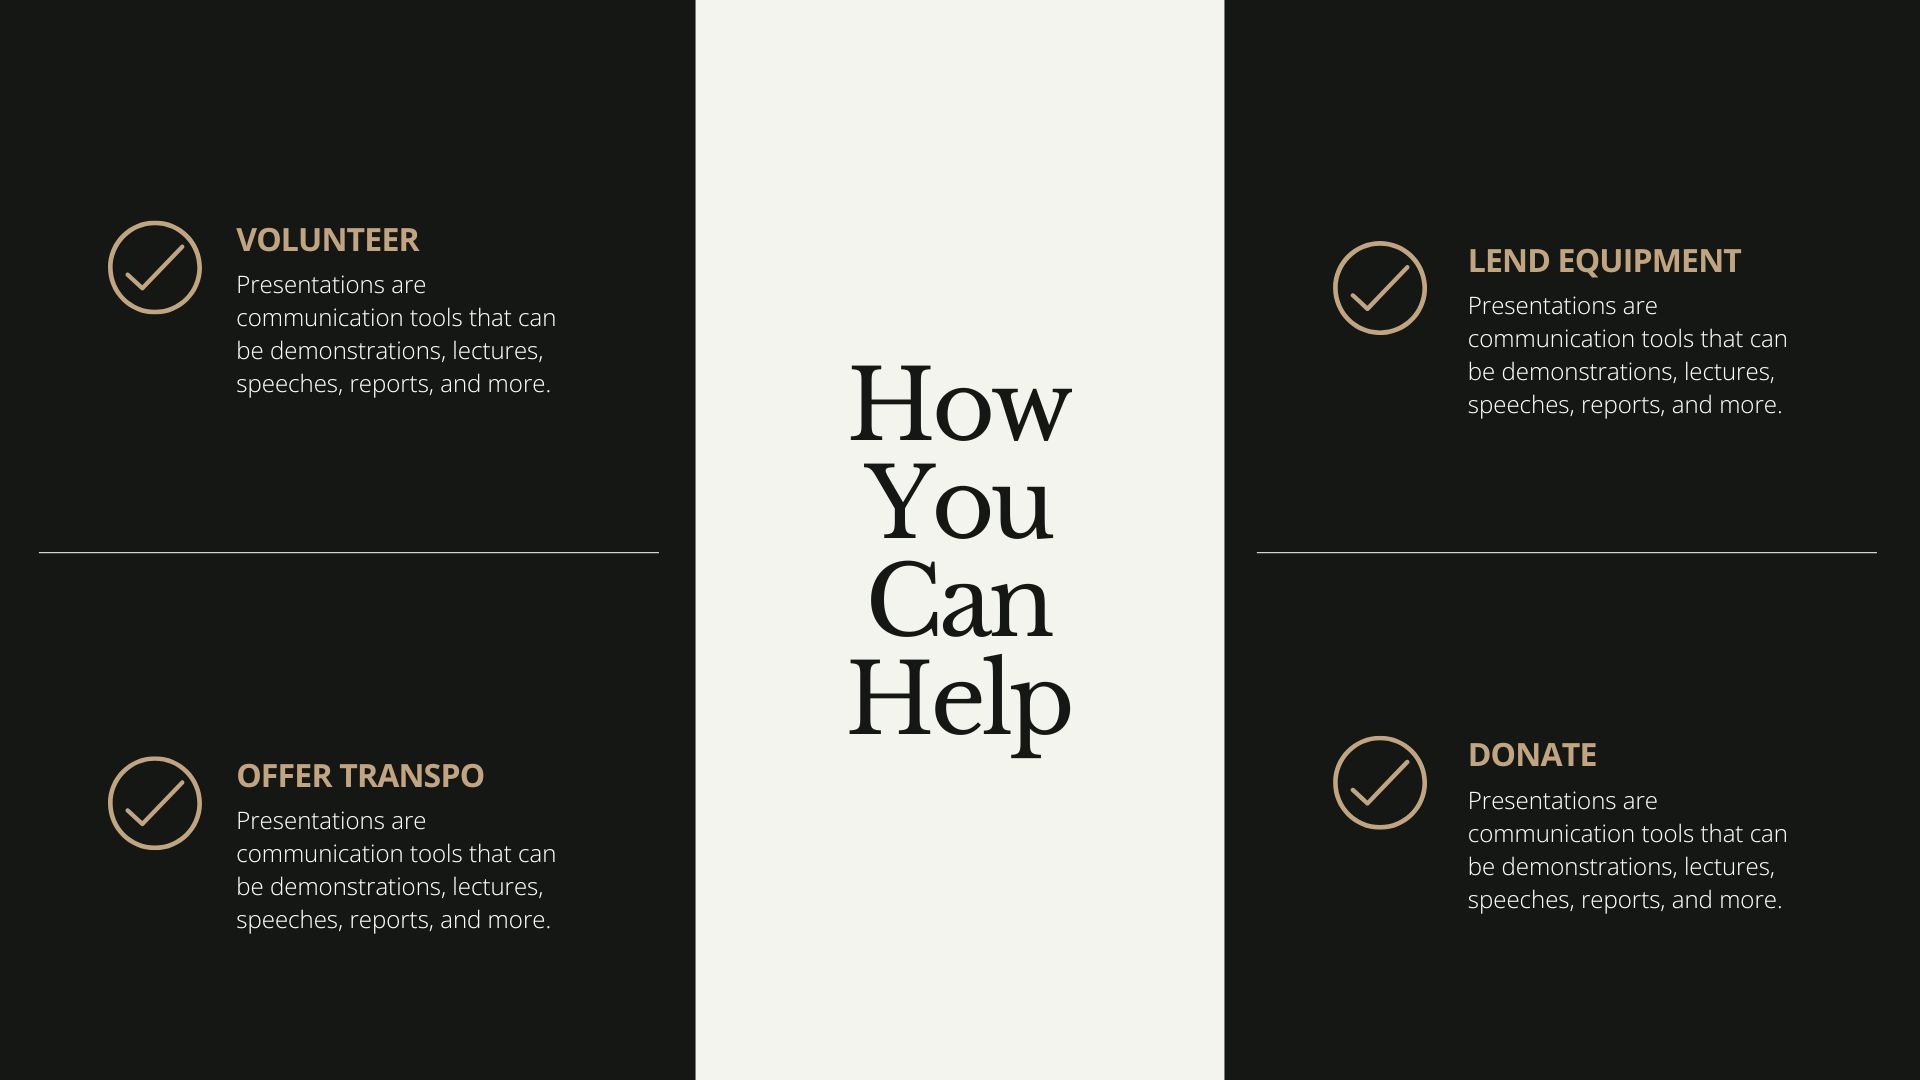 VOLUNTEER
Presentations are
communication tools that can
be demonstrations, lectures,
speeches, reports, and more.
OFFER TRANSPO
Presentations are
communication tools that can
be demonstrations, lectures,
speeches, reports, and more.
How
You
Can
Help
LEND EQUIPMENT
Presentations are
communication tools that can
be demonstrations, lectures,
speeches, reports, and more.
DONATE
Presentations are
communication tools that can
be demonstrations, lectures,
speeches, reports, and more.